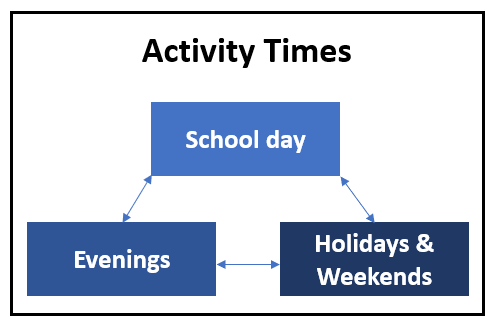 Activity Times
School day
Evenings
Holidays &
Weekends